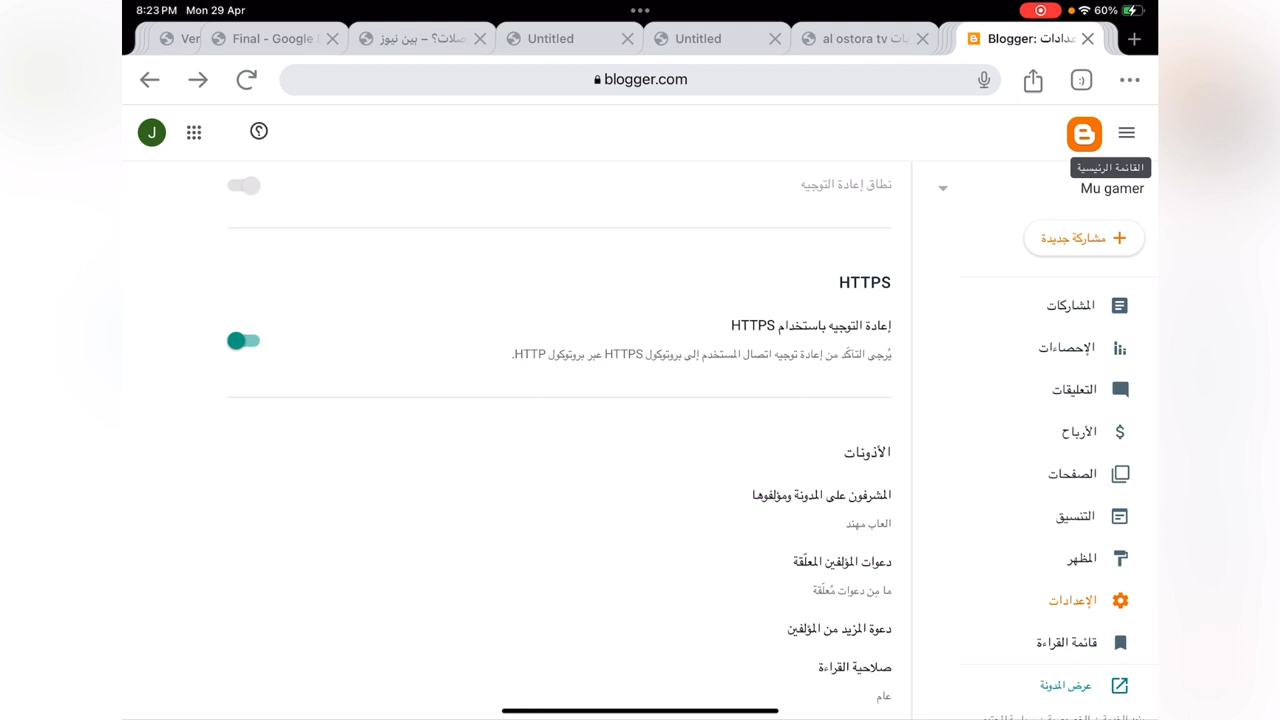 8:23 PM Mon 29 Apr
60%
Ver
Final - Google
صلات؟ – بين نيوز
Untitled
Untitled
al ostora tv يات
Blogger: عدادات
blogger.com
J
القائمة الرئيسية
Mu gamer
مشاركة جديدة
المشاركات
الإحصاءات
التعليقات
الأرباح
الصفحات
التنسيق
المظهر
الإعدادات
قائمة القراءة
عرض المدونة
نطاق إعادة التوجيه
HTTPS
إعادة التوجيه باستخدام HTTPS
يُرجى التأكّد من إعادة توجيه اتصال المستخدم إلى بروتوكول HTTPS عبر بروتوكول HTTP.
الأذونات
المشرفون على المدونة ومؤلفوها
العاب مهند
دعوات المؤلفين المعلّقة
ما مِن دعوات مُعلّقة
دعوة المزيد من المؤلفين
صلاحية القراءة
عام